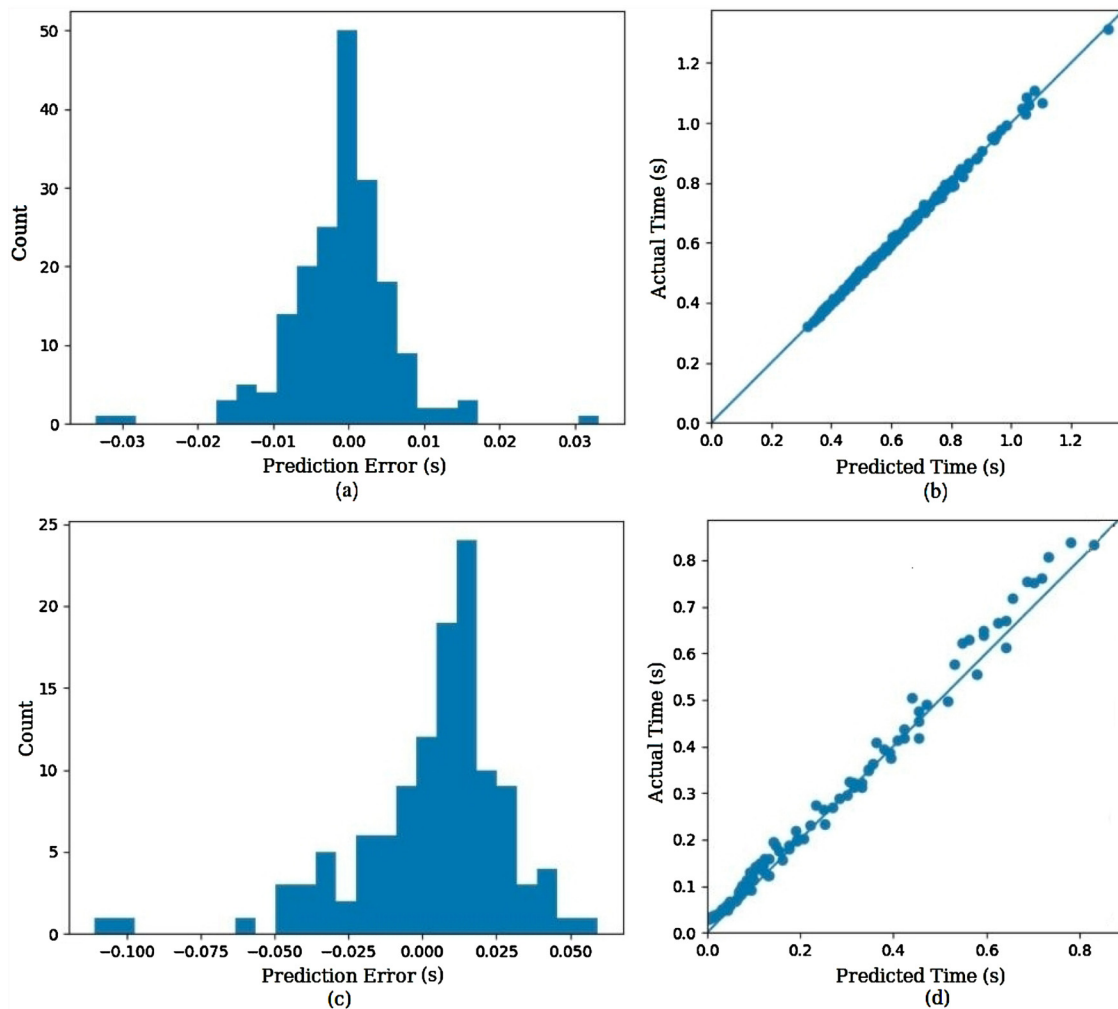 50
40
30
20
10
0
Count
−0.03 −0.02 −0.01 0.00 0.01 0.02 0.03
Prediction Error (s)
(a)
1.2
1.0
0.8
0.6
0.4
0.2
0.0
Actual Time (s)
0.0 0.2 0.4 0.6 0.8 1.0 1.2
Predicted Time (s)
(b)
25
20
15
10
5
0
Count
−0.100 −0.075 −0.050 −0.025 0.000 0.025 0.050
Prediction Error (s)
(c)
0.8
0.7
0.6
0.5
0.4
0.3
0.2
0.1
0.0
Actual Time (s)
0.0 0.2 0.4 0.6 0.8
Predicted Time (s)
(d)